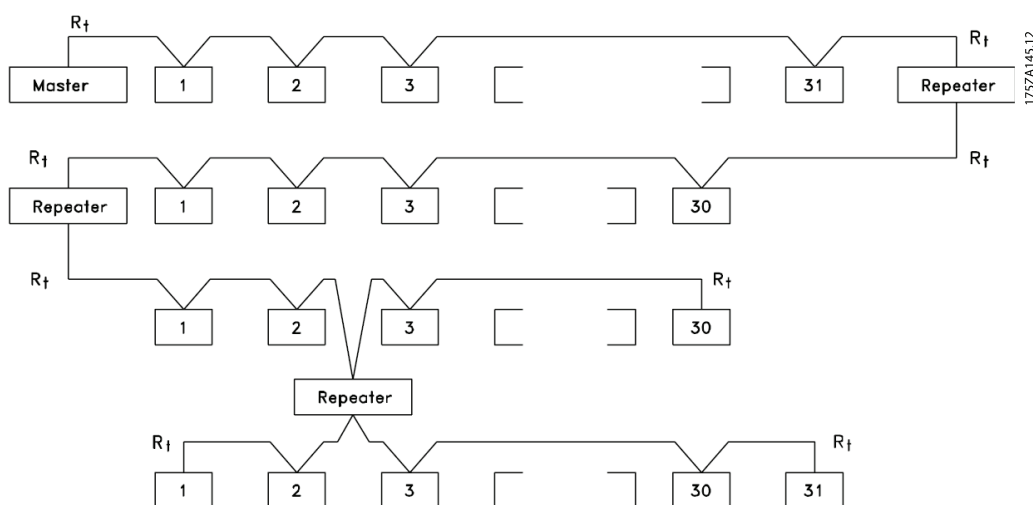 Rt
Rt
Master 1 2 3 31 Repeater
175ZA145.12
Rt
Rt
Repeater 1 2 3 30
Rt
Rt
1 2 3 30
Repeater
Rt
Rt
1 2 3 30 31